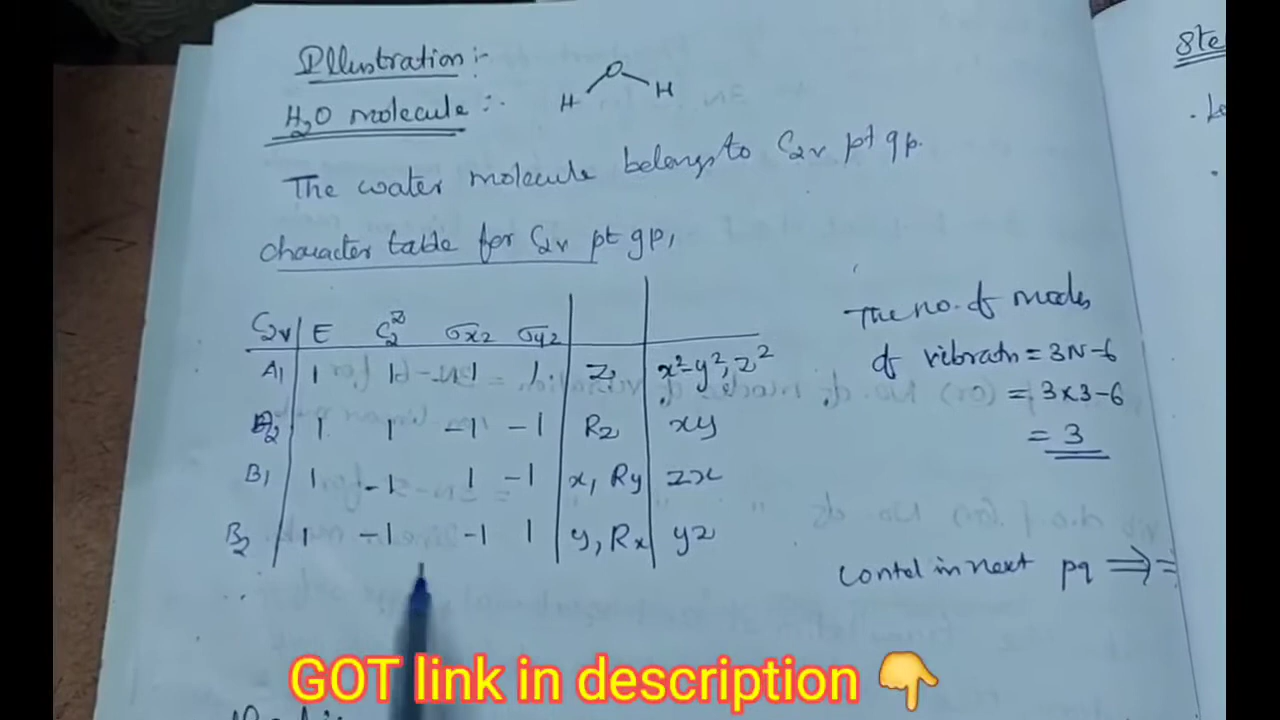 Illustration :-
H₂O molecule :-
O
H H
The water molecule belongs to C₂ᵥ pt gp.
character table for C₂ᵥ pt gp,
C₂ᵥ E C₂ᶻ σxz σyz
A₁ 1 1 1 1 z x²-y², z²
A₂ 1 1 -1 -1 Rz xy
B₁ 1 -1 1 -1 x, Ry zx
B₂ 1 -1 -1 1 y, Rx yz
The no. of modes
of vibratn = 3N-6
= 3x3-6
= 3
contd in next pg ⇒
Ste
GOT link in description 👇